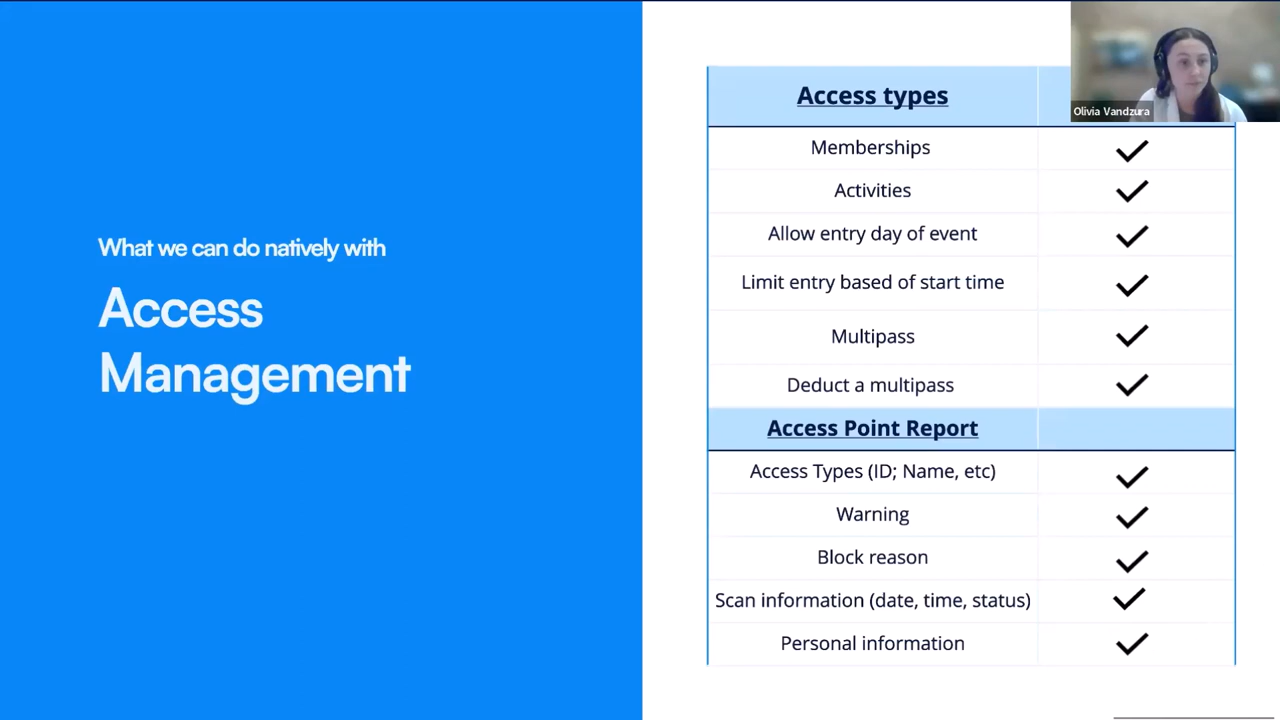 What we can do natively with
Access
Management
Access types
Memberships
Activities
Allow entry day of event
Limit entry based of start time
Multipass
Deduct a multipass
Access Point Report
Access Types (ID; Name, etc)
Warning
Block reason
Scan information (date, time, status)
Personal information
Olivia Vandzura